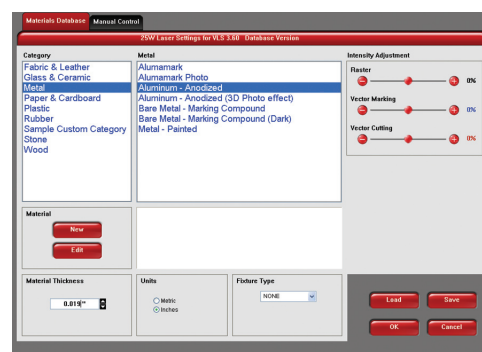 Materials Database Manual Control
25W Laser Settings for VLS 3.60 Database Version
Category
Fabric & Leather
Glass & Ceramic
Metal
Paper & Cardboard
Plastic
Rubber
Sample Custom Category
Stone
Wood
Metal
Alumamark
Alumamark Photo
Aluminum - Anodized
Aluminum - Anodized (3D Photo effect)
Bare Metal - Marking Compound
Bare Metal - Marking Compound (Dark)
Metal - Painted
Intensity Adjustment
Raster
0%
Vector Marking
0%
Vector Cutting
0%
Material
New
Edit
Material Thickness
0.019"
Units
Metric
Inches
Fixture Type
NONE
Load Save
OK Cancel